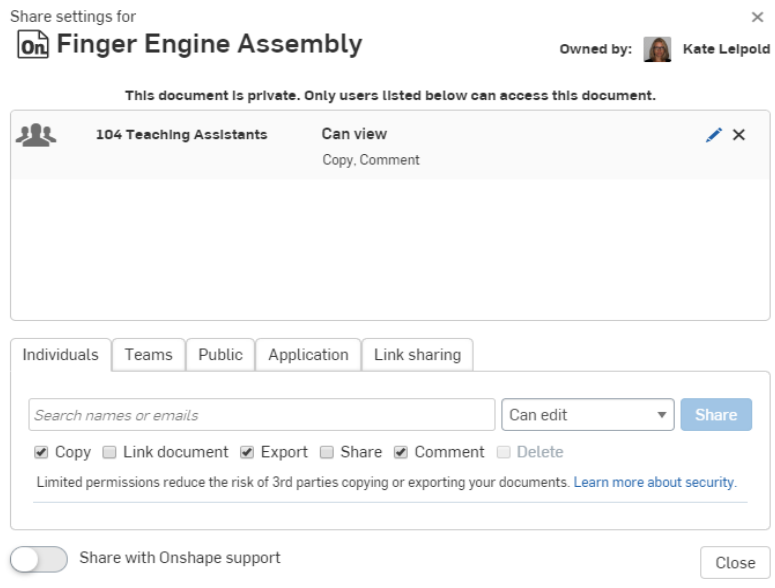 Share settings for
On Finger Engine Assembly
Owned by: Kate Leipold
This document is private. Only users listed below can access this document.
104 Teaching Assistants Can view
Copy, Comment
Individuals Teams Public Application Link sharing
Search names or emails Can edit Share
Copy Link document Export Share Comment Delete
Limited permissions reduce the risk of 3rd parties copying or exporting your documents. Learn more about security.
Share with Onshape support Close